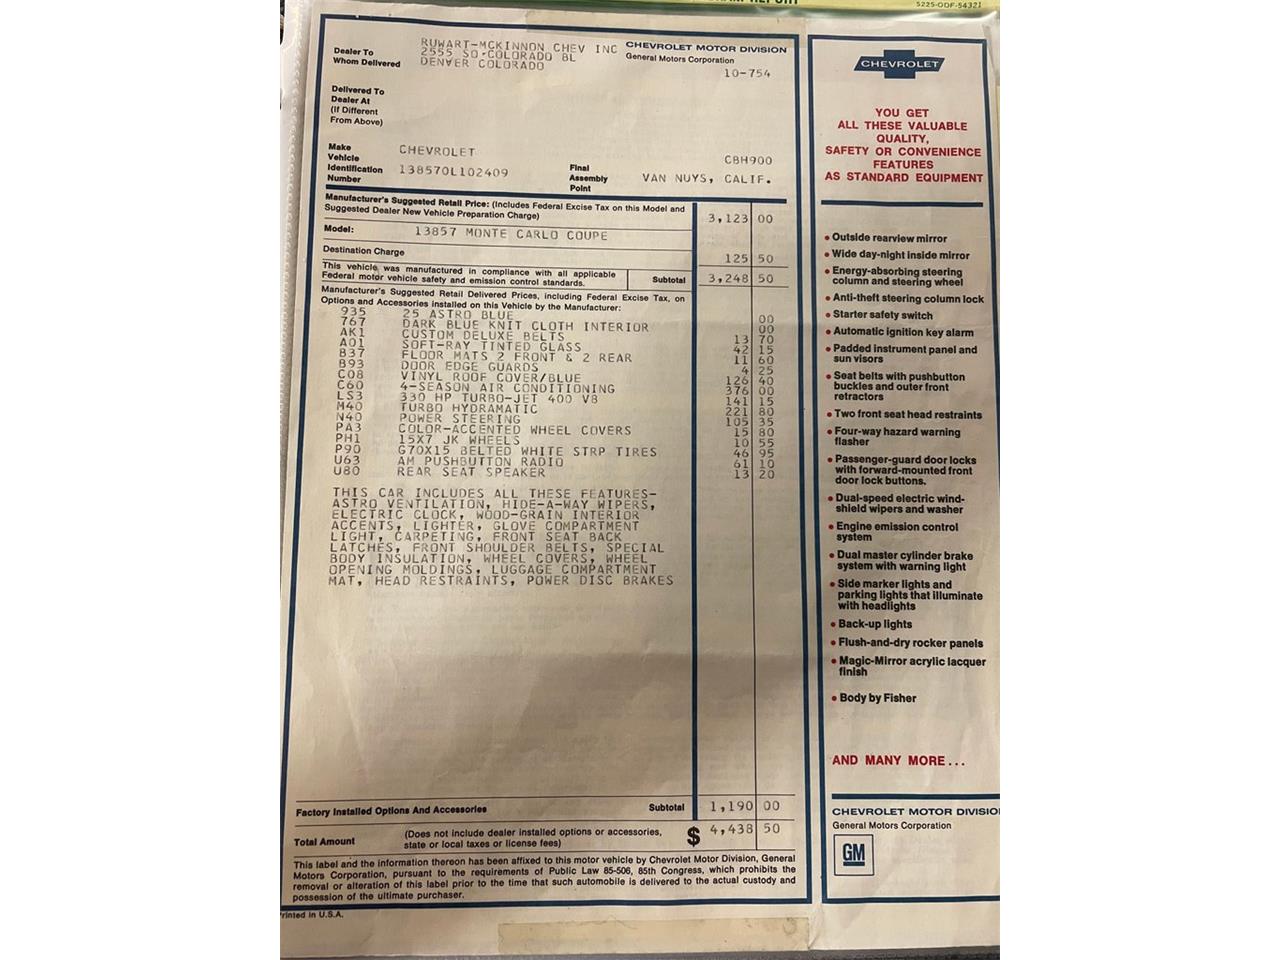 5225-ODF-54321
Dealer To
Whom Delivered
RUWART-MCKINNON CHEV INC
2555 SO.COLORADO BL
DENVER COLORADO
CHEVROLET MOTOR DIVISION
General Motors Corporation
10-754
Delivered To
Dealer At
(If Different
From Above)
Make
CHEVROLET
CBH900
Vehicle
Identification
Number
138570L102409
Final
Assembly
Point
VAN NUYS, CALIF.
Manufacturer's Suggested Retail Price: (Includes Federal Excise Tax on this Model and
Suggested Dealer New Vehicle Preparation Charge)
3,123 00
Model: 13857 MONTE CARLO COUPE
Destination Charge 125 50
This vehicle was manufactured in compliance with all applicable
Federal motor vehicle safety and emission control standards.
Subtotal 3,248 50
Manufacturer's Suggested Retail Delivered Prices, including Federal Excise Tax, on
Options and Accessories installed on this Vehicle by the Manufacturer:
935 25 ASTRO BLUE 00
767 DARK BLUE KNIT CLOTH INTERIOR 00
AK1 CUSTOM DELUXE BELTS 13 70
A01 SOFT-RAY TINTED GLASS 42 15
B37 FLOOR MATS 2 FRONT & 2 REAR 11 60
B93 DOOR EDGE GUARDS 4 25
C08 VINYL ROOF COVER/BLUE 126 40
C60 4-SEASON AIR CONDITIONING 376 00
LS3 330 HP TURBO-JET 400 V8 141 15
M40 TURBO HYDRAMATIC 221 80
N40 POWER STEERING 105 35
PA3 COLOR-ACCENTED WHEEL COVERS 15 80
PH1 15X7 JK WHEELS 10 55
P90 G70X15 BELTED WHITE STRP TIRES 46 95
U63 AM PUSHBUTTON RADIO 61 10
U80 REAR SEAT SPEAKER 13 20
THIS CAR INCLUDES ALL THESE FEATURES-
ASTRO VENTILATION, HIDE-A-WAY WIPERS,
ELECTRIC CLOCK, WOOD-GRAIN INTERIOR
ACCENTS, LIGHTER, GLOVE COMPARTMENT
LIGHT, CARPETING, FRONT SEAT BACK
LATCHES, FRONT SHOULDER BELTS, SPECIAL
BODY INSULATION, WHEEL COVERS, WHEEL
OPENING MOLDINGS, LUGGAGE COMPARTMENT
MAT, HEAD RESTRAINTS, POWER DISC BRAKES
Factory Installed Options And Accessories Subtotal 1,190 00
Total Amount
(Does not include dealer installed options or accessories,
state or local taxes or license fees)
$ 4,438 50
This label and the information thereon has been affixed to this motor vehicle by Chevrolet Motor Division, General
Motors Corporation, pursuant to the requirements of Public Law 85-506, 85th Congress, which prohibits the
removal or alteration of this label prior to the time that such automobile is delivered to the actual custody and
possession of the ultimate purchaser.
Printed in U.S.A.
CHEVROLET
YOU GET
ALL THESE VALUABLE
QUALITY,
SAFETY OR CONVENIENCE
FEATURES
AS STANDARD EQUIPMENT
• Outside rearview mirror
• Wide day-night inside mirror
• Energy-absorbing steering
column and steering wheel
• Anti-theft steering column lock
• Starter safety switch
• Automatic ignition key alarm
• Padded instrument panel and
sun visors
• Seat belts with pushbutton
buckles and outer front
retractors
• Two front seat head restraints
• Four-way hazard warning
flasher
• Passenger-guard door locks
with forward-mounted front
door lock buttons.
• Dual-speed electric wind-
shield wipers and washer
• Engine emission control
system
• Dual master cylinder brake
system with warning light
• Side marker lights and
parking lights that illuminate
with headlights
• Back-up lights
• Flush-and-dry rocker panels
• Magic-Mirror acrylic lacquer
finish
• Body by Fisher
AND MANY MORE...
CHEVROLET MOTOR DIVISIO
General Motors Corporation
GM